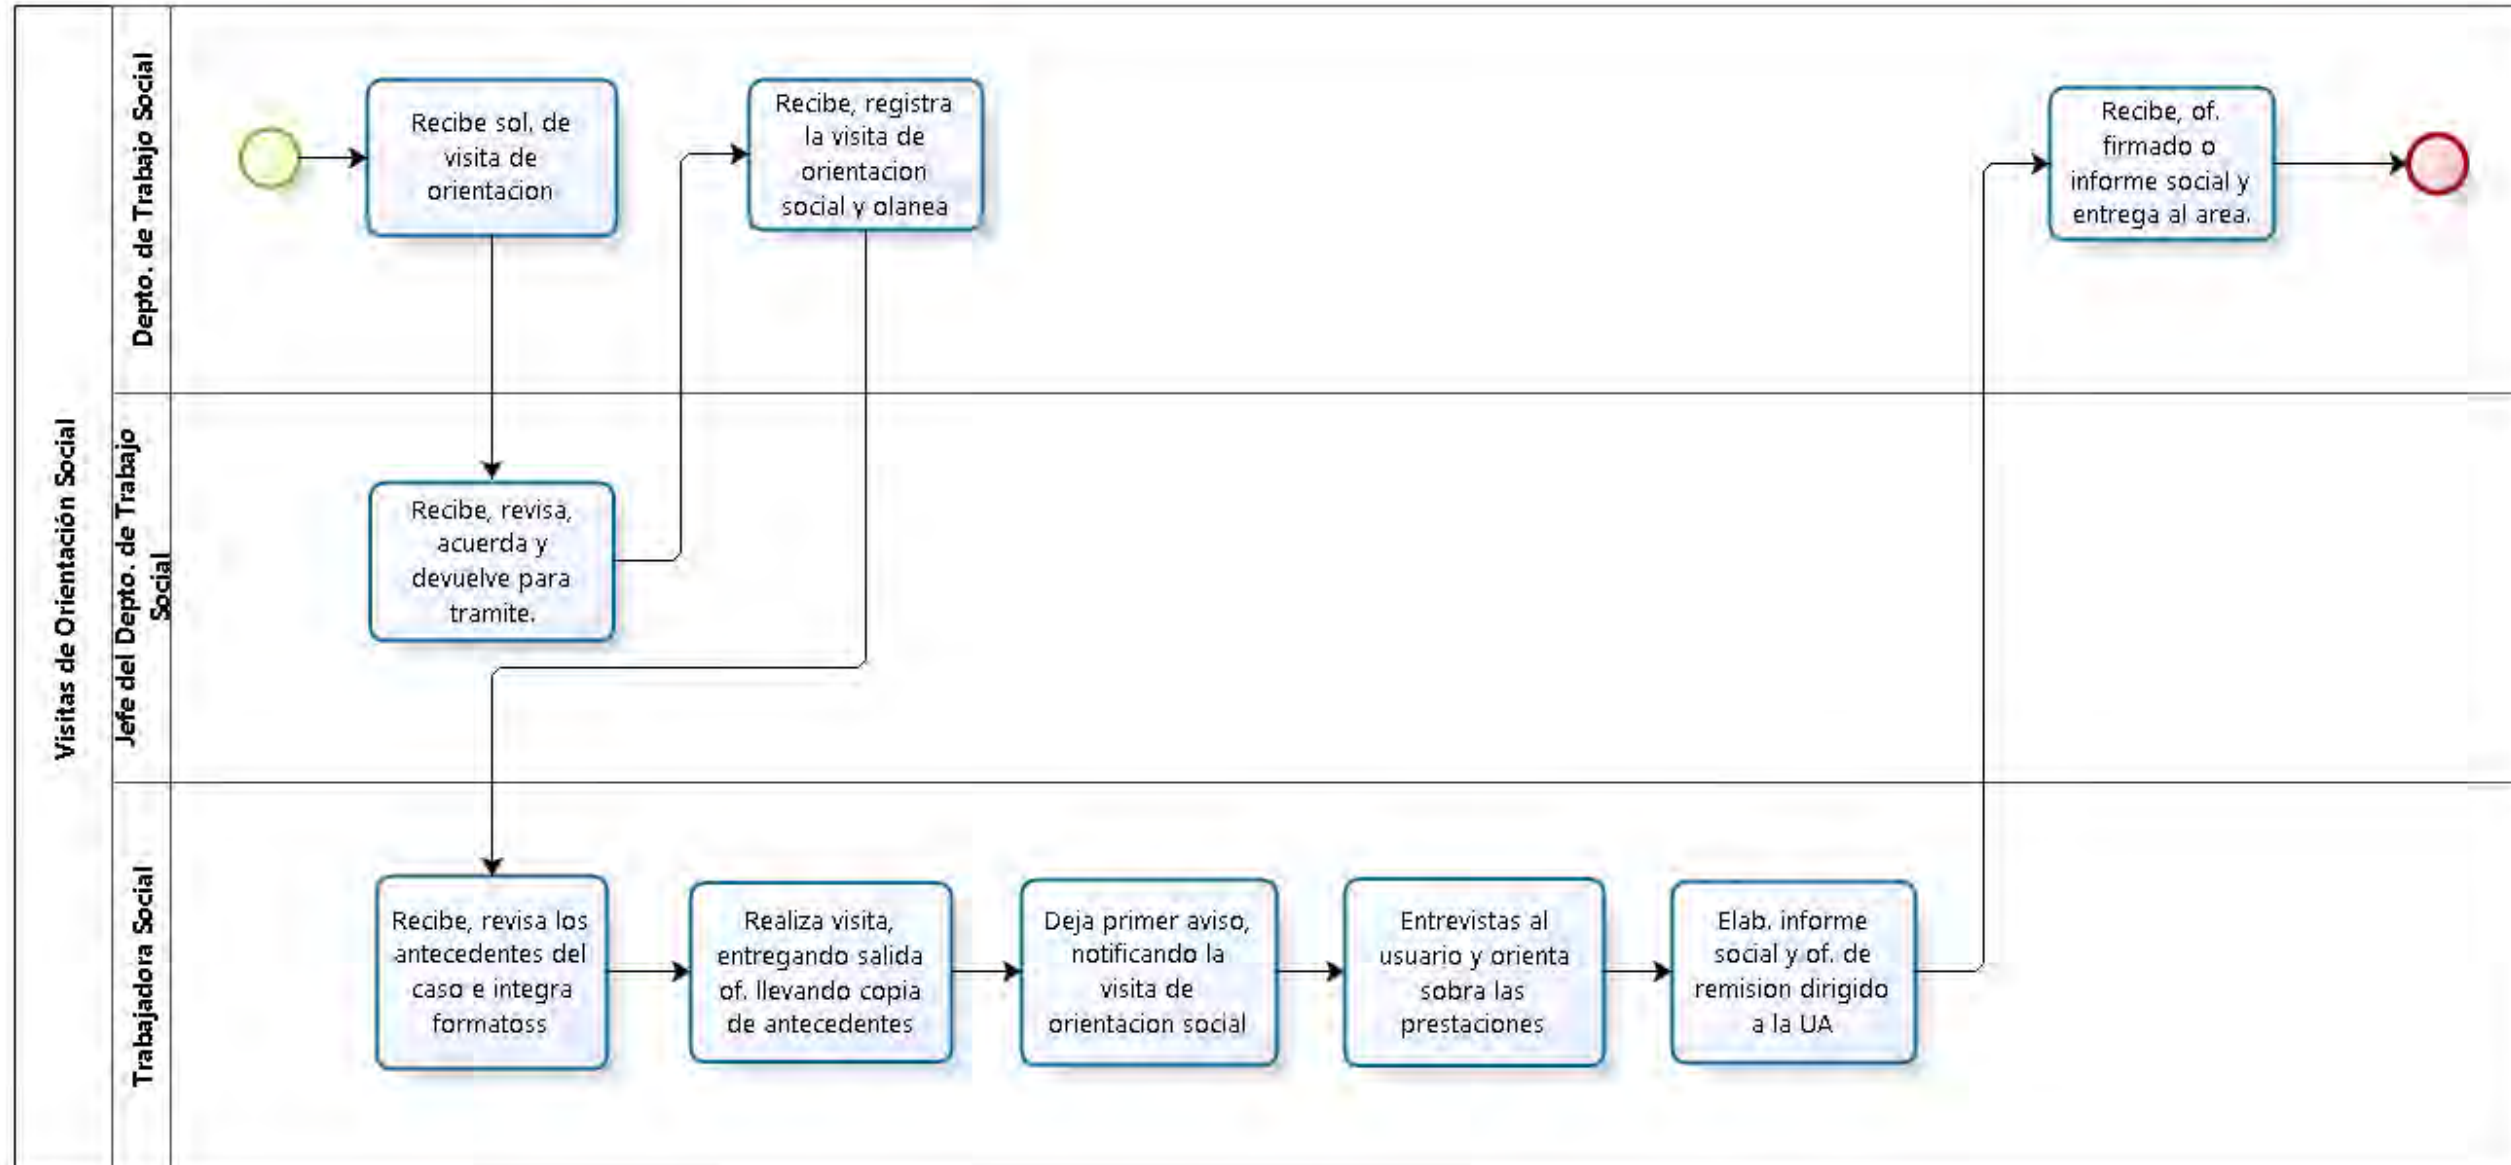 Visitas de Orientación Social
Depto. de Trabajo Social
Recibe sol. de
visita de
orientacion
Recibe, registra
la visita de
orientacion
social y olanea
Recibe, of.
firmado o
informe social y
entrega al area.
Jefe del Depto. de Trabajo
Social
Recibe, revisa,
acuerda y
devuelve para
tramite.
Trabajadora Social
Recibe, revisa los
antecedentes del
caso e integra
formatoss
Realiza visita,
entregando salida
of. llevando copia
de antecedentes
Deja primer aviso,
notificando la
visita de
orientacion social
Entrevistas al
usuario y orienta
sobra las
prestaciones
Elab. informe
social y of. de
remision dirigido
a la UA